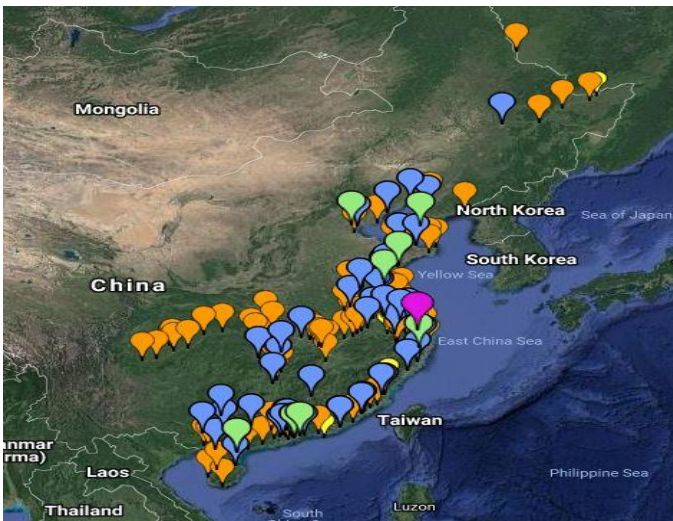 Mongolia
North Korea
Sea of Japan
South Korea
China
Yellow Sea
East China Sea
Taiwan
anmar
rma)
Laos
Philippine Sea
Thailand
South
Luzon